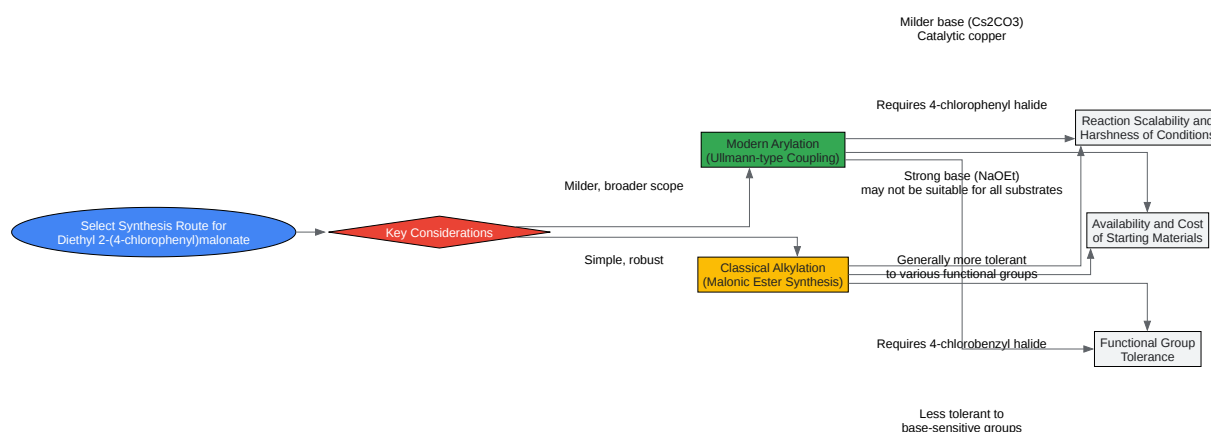 Milder base (Cs2CO3)
Catalytic copper
Requires 4-chlorophenyl halide
Reaction Scalability and
Harshness of Conditions
Modern Arylation
(Ullmann-type Coupling)
Strong base (NaOEt)
may not be suitable for all substrates
Milder, broader scope
Select Synthesis Route for
Diethyl 2-(4-chlorophenyl)malonate
Key Considerations
Availability and Cost
of Starting Materials
Simple, robust
Classical Alkylation
(Malonic Ester Synthesis)
Generally more tolerant
to various functional groups
Requires 4-chlorobenzyl halide
Functional Group
Tolerance
Less tolerant to
base-sensitive groups